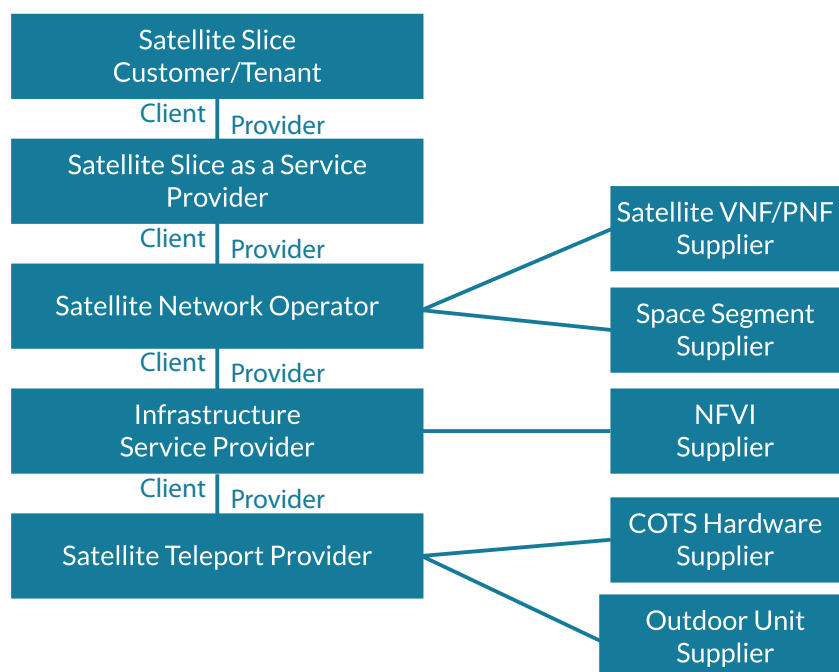 Satellite Slice
Customer/Tenant
Client
Provider
Satellite Slice as a Service
Provider
Client
Provider
Satellite Network Operator
Client
Provider
Infrastructure
Service Provider
Client
Provider
Satellite Teleport Provider
Satellite VNF/PNF
Supplier
Space Segment
Supplier
NFVI
Supplier
COTS Hardware
Supplier
Outdoor Unit
Supplier